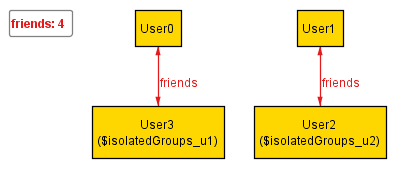 friends: 4
User0
User1
friends
friends
User3
($isolatedGroups_u1)
User2
($isolatedGroups_u2)